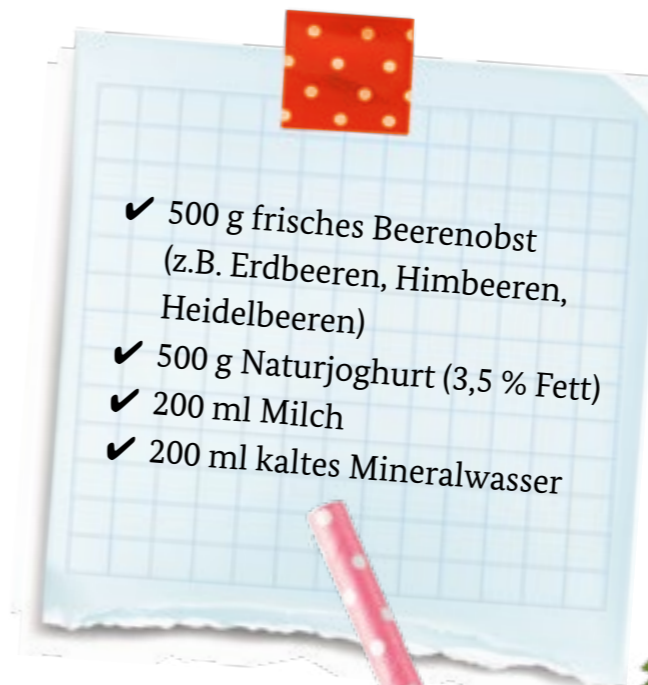 ✔ 500 g frisches Beerenobst
(z.B. Erdbeeren, Himbeeren,
Heidelbeeren)
✔ 500 g Naturjoghurt (3,5 % Fett)
✔ 200 ml Milch
✔ 200 ml kaltes Mineralwasser